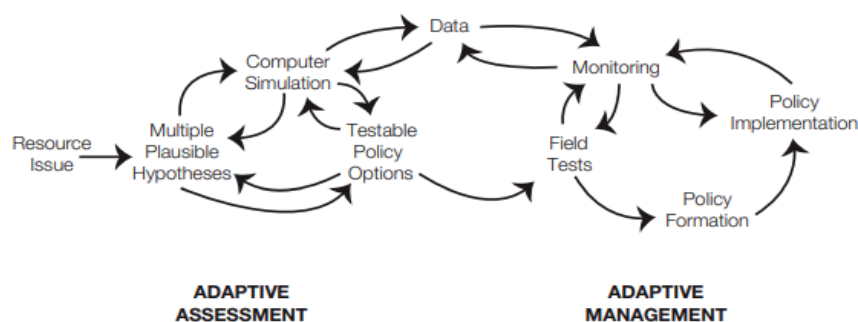 Data
Computer
Simulation
Monitoring
Policy
Implementation
Resource
Issue
Multiple
Plausible
Hypotheses
Testable
Policy
Options
Field
Tests
Policy
Formation
ADAPTIVE
ASSESSMENT
ADAPTIVE
MANAGEMENT